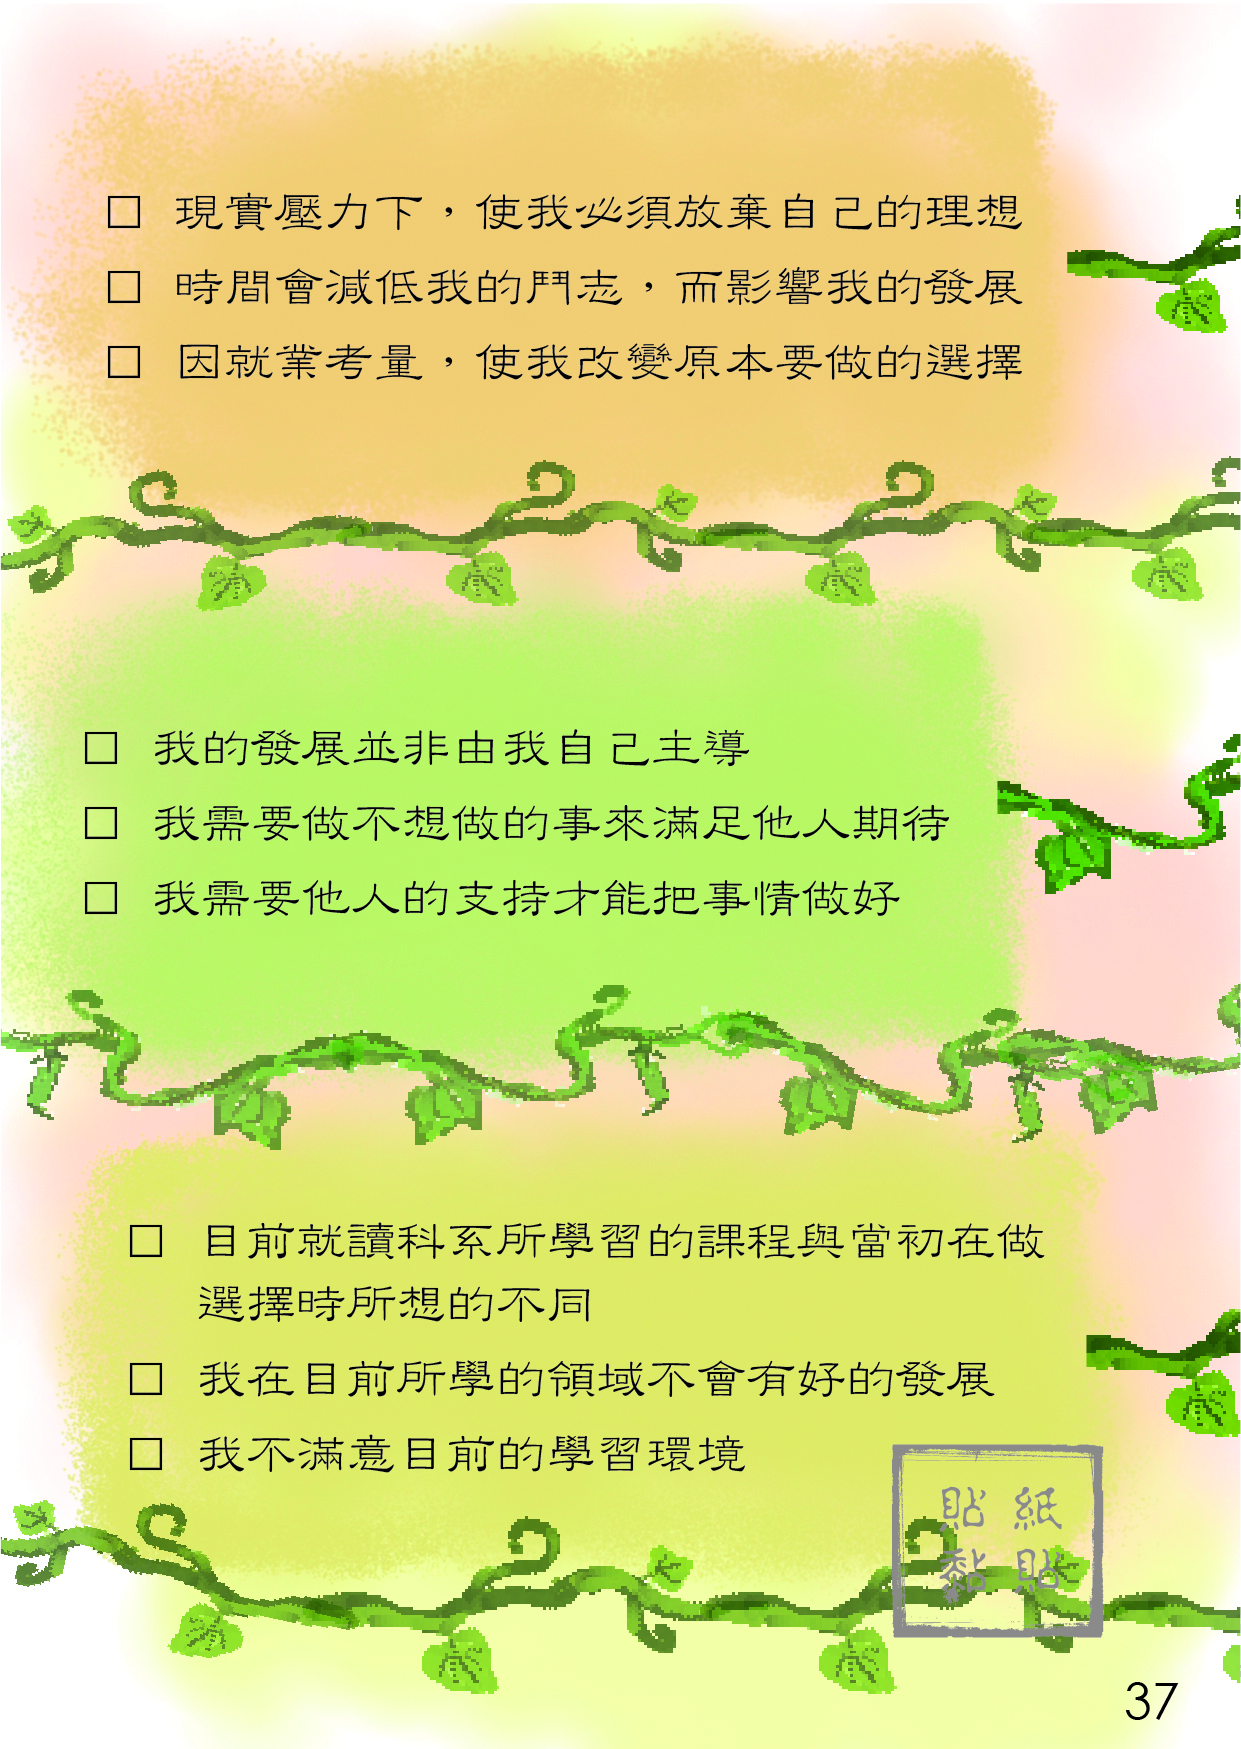 □ 現實壓力下，使我必須放棄自己的理想
□ 時間會減低我的鬥志，而影響我的發展
□ 因就業考量，使我改變原本要做的選擇
□ 我的發展並非由我自己主導
□ 我需要做不想做的事來滿足他人期待
□ 我需要他人的支持才能把事情做好
□ 目前就讀科系所學習的課程與當初在做
選擇時所想的不同
□ 我在目前所學的領域不會有好的發展
□ 我不滿意目前的學習環境
貼紙
黏貼
37